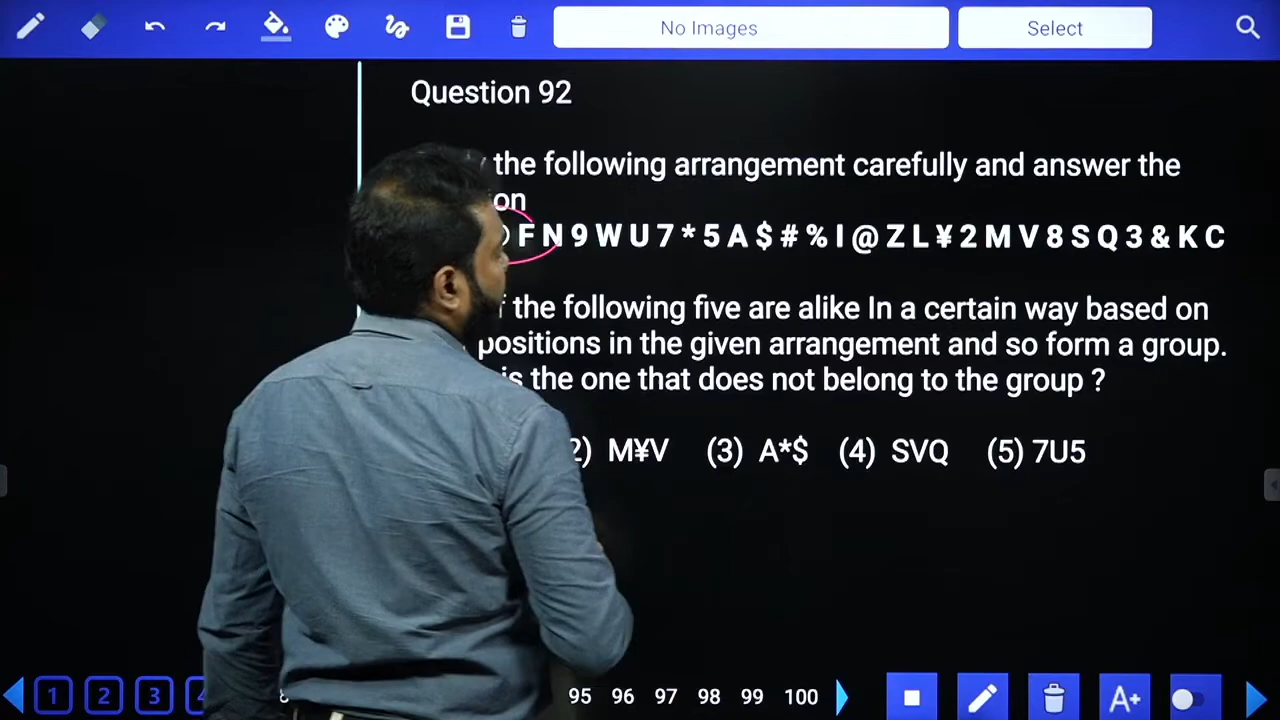 No Images
Select
Question 92
the following arrangement carefully and answer the
F N 9 W U 7 * 5 A $ # % I @ Z L ¥ 2 M V 8 S Q 3 & K C
the following five are alike In a certain way based on
positions in the given arrangement and so form a group.
is the one that does not belong to the group ?
2) M¥V (3) A*$ (4) SVQ (5) 7U5
1 2 3 95 96 97 98 99 100
A+